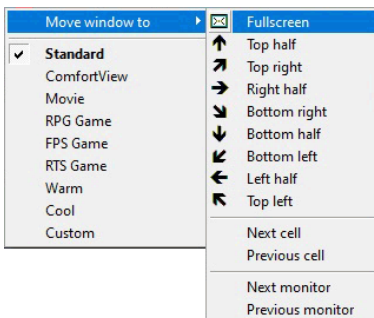 Move window to
Standard
ComfortView
Movie
RPG Game
FPS Game
RTS Game
Warm
Cool
Custom
Fullscreen
Top half
Top right
Right half
Bottom right
Bottom half
Bottom left
Left half
Top left
Next cell
Previous cell
Next monitor
Previous monitor